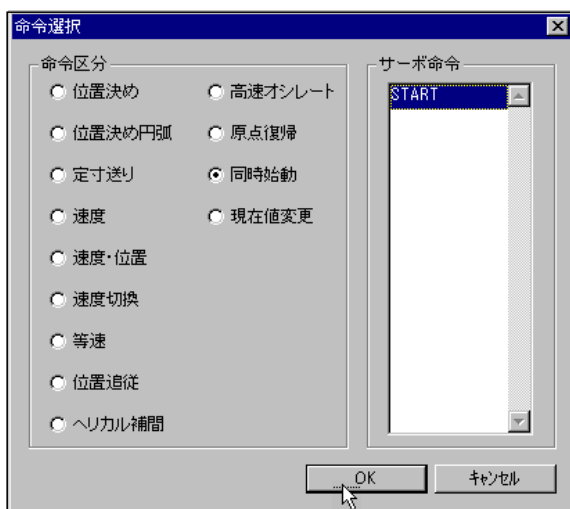 命令選択
命令区分
位置決め
位置決め円弧
定寸送り
速度
速度・位置
速度切換
等速
位置追従
ヘリカル補間
高速オシレート
原点復帰
同時始動
現在値変更
サーボ命令
START
OK
キャンセル